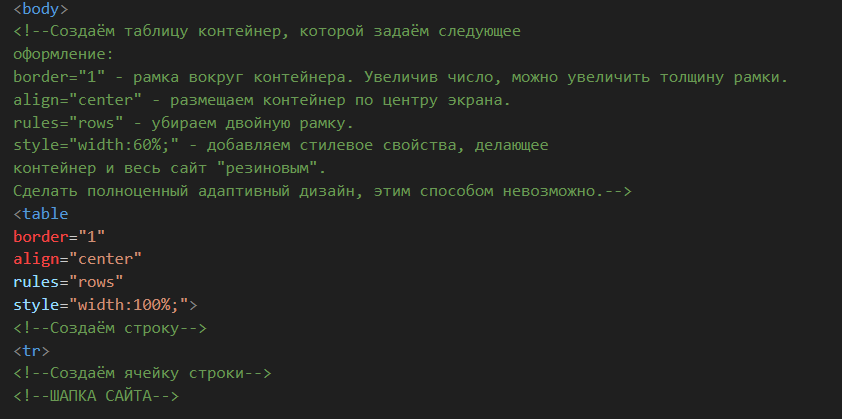 <body>
<!--Создаём таблицу контейнер, которой задаём следующее
оформление:
border="1" - рамка вокруг контейнера. Увеличив число, можно увеличить толщину рамки.
align="center" - размещаем контейнер по центру экрана.
rules="rows" - убираем двойную рамку.
style="width:60%;" - добавляем стилевое свойства, делающее
контейнер и весь сайт "резиновым".
Сделать полноценный адаптивный дизайн, этим способом невозможно.-->
<table
border="1"
align="center"
rules="rows"
style="width:100%;">
<!--Создаём строку-->
<tr>
<!--Создаём ячейку строки-->
<!--ШАПКА САЙТА-->